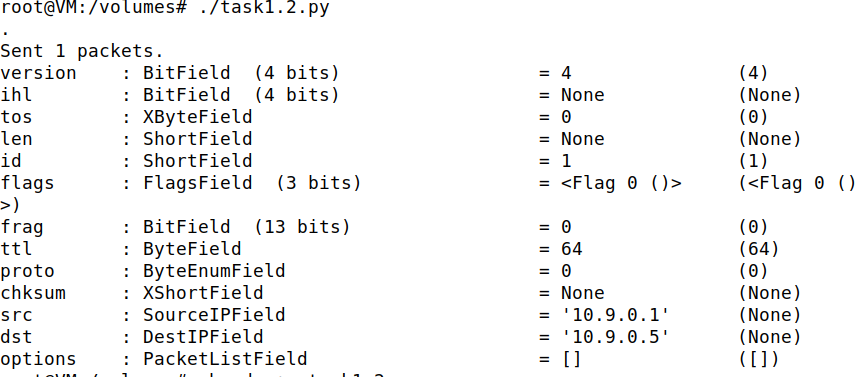 root@VM:/volumes# ./task1.2.py
.
Sent 1 packets.
version    : BitField  (4 bits)                  = 4               (4)
ihl        : BitField  (4 bits)                  = None            (None)
tos        : XByteField                          = 0               (0)
len        : ShortField                          = None            (None)
id         : ShortField                          = 1               (1)
flags      : FlagsField  (3 bits)                = <Flag 0 ()>     (<Flag 0 ()
>)
frag       : BitField  (13 bits)                 = 0               (0)
ttl        : ByteField                           = 64              (64)
proto      : ByteEnumField                       = 0               (0)
chksum     : XShortField                         = None            (None)
src        : SourceIPField                       = '10.9.0.1'      (None)
dst        : DestIPField                         = '10.9.0.5'      (None)
options    : PacketListField                     = []              ([])